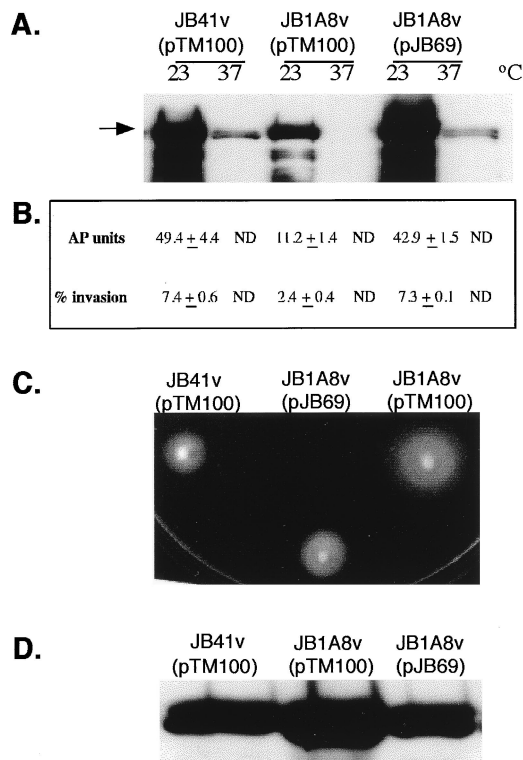 A.
JB41v JB1A8v JB1A8v
(pTM100) (pTM100) (pJB69)
23 37 23 37 23 37 °C
B.
AP units 49.4 ± 4.4 ND 11.2 ± 1.4 ND 42.9 ± 1.5 ND
% invasion 7.4 ± 0.6 ND 2.4 ± 0.4 ND 7.3 ± 0.1 ND
C.
JB41v JB1A8v JB1A8v
(pTM100) (pJB69) (pTM100)
D.
JB41v JB1A8v JB1A8v
(pTM100) (pTM100) (pJB69)